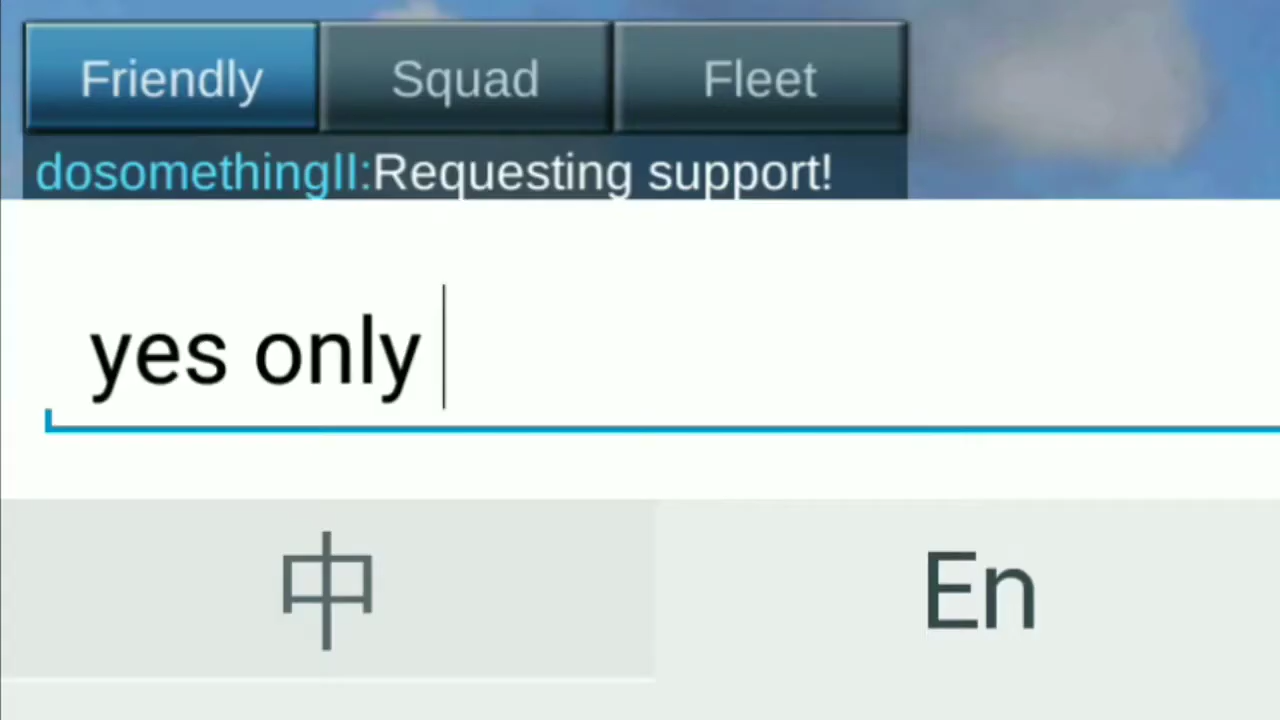 Friendly Squad Fleet
dosomethingII:Requesting support!
yes only
中 En